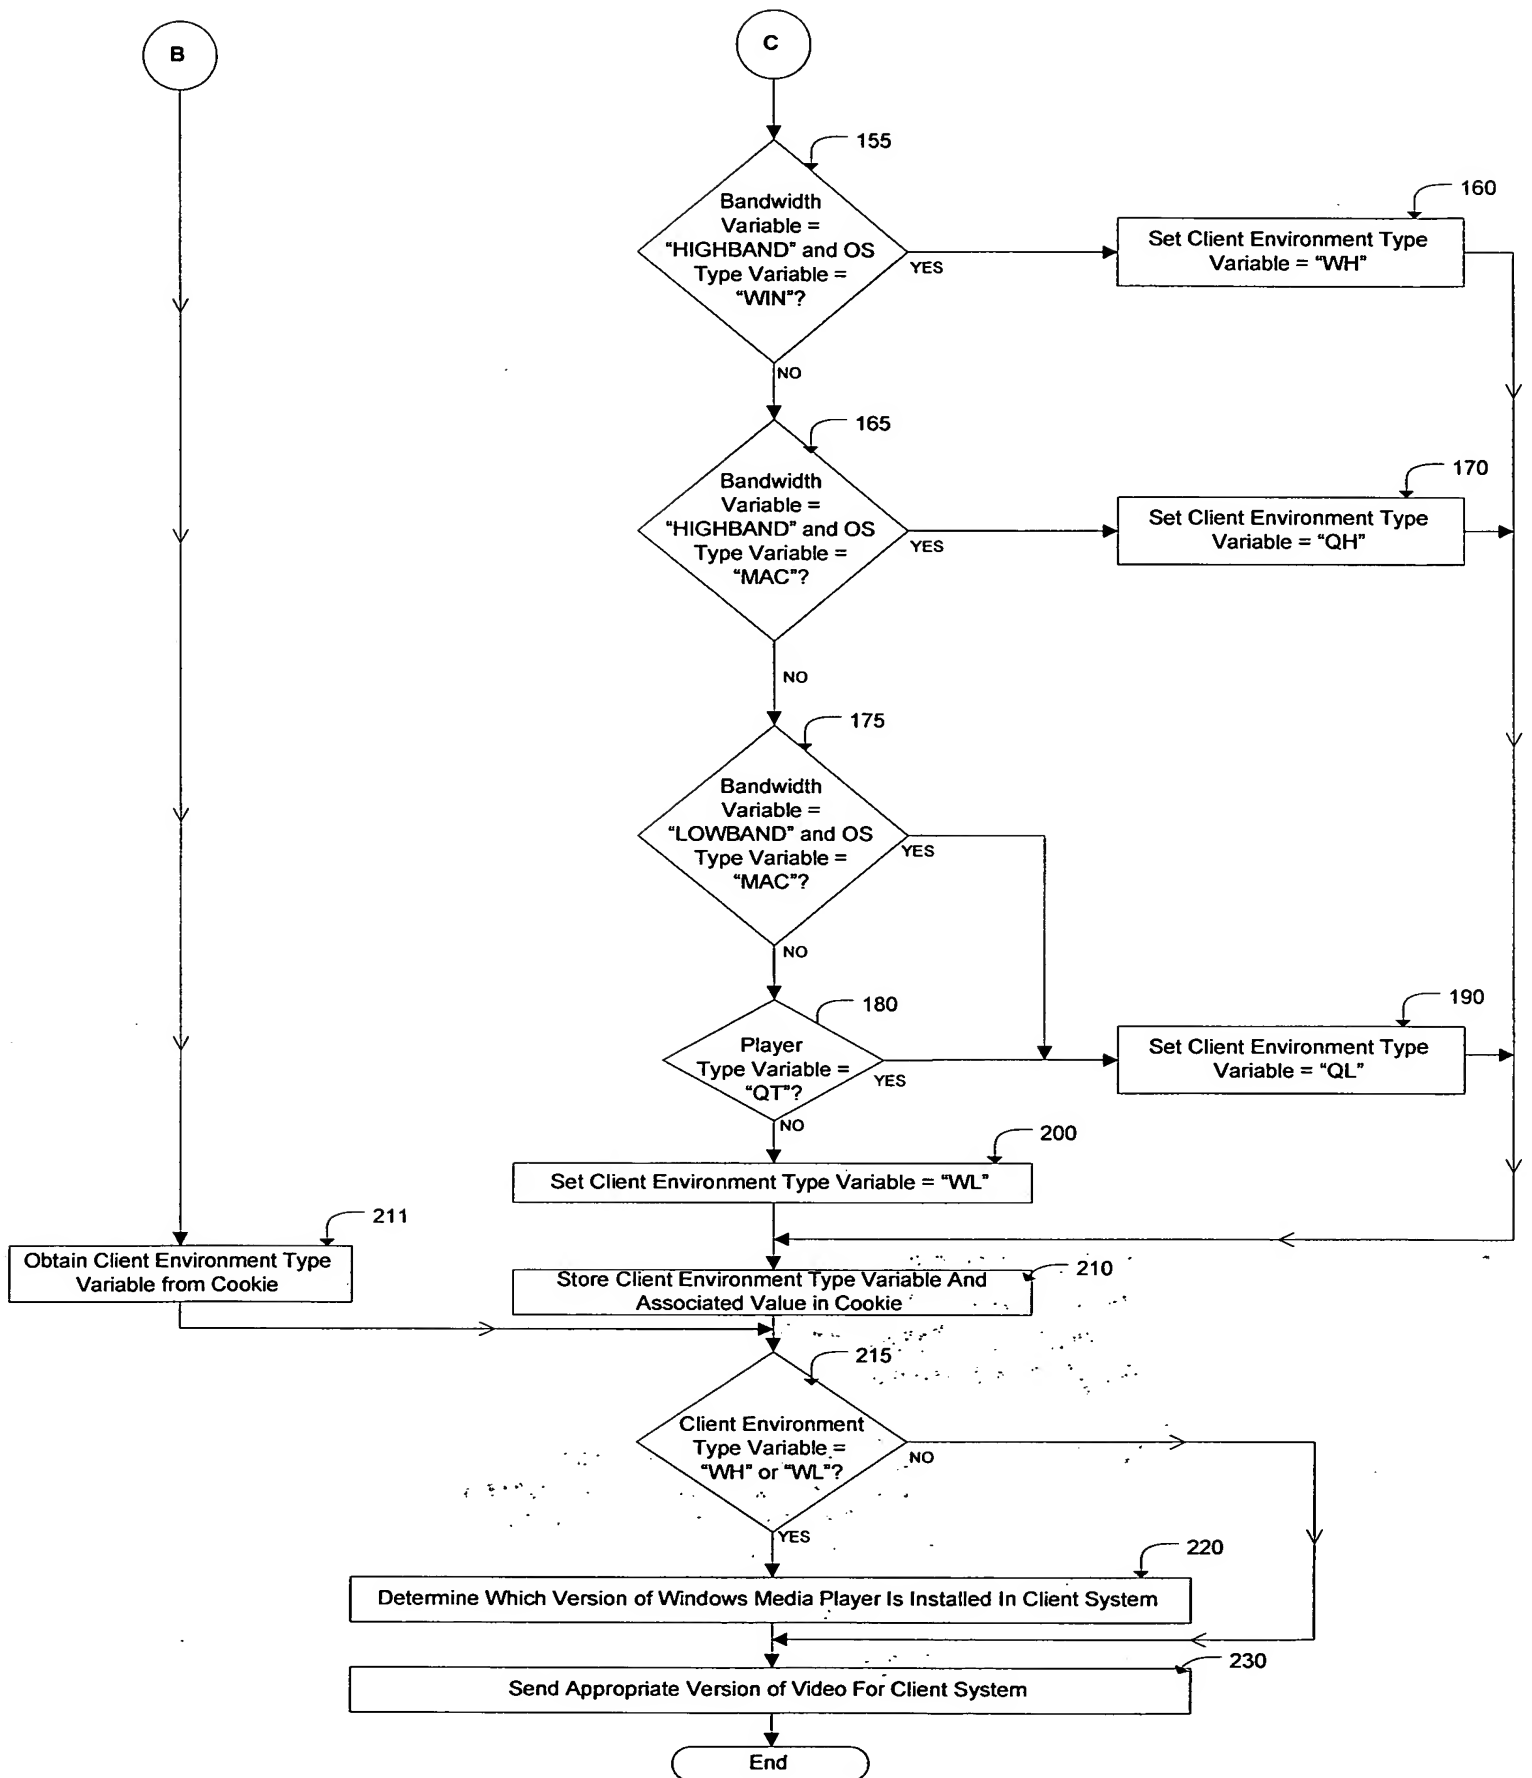 B
C
155
Bandwidth
Variable =
“HIGHBAND” and OS
Type Variable =
“WIN”?
YES
NO
160
Set Client Environment Type
Variable = “WH”
165
Bandwidth
Variable =
“HIGHBAND” and OS
Type Variable =
“MAC”?
YES
NO
170
Set Client Environment Type
Variable = “QH”
175
Bandwidth
Variable =
“LOWBAND” and OS
Type Variable =
“MAC”?
YES
NO
180
Player
Type Variable =
“QT”?
YES
NO
190
Set Client Environment Type
Variable = “QL”
200
Set Client Environment Type Variable = “WL”
211
Obtain Client Environment Type
Variable from Cookie
210
Store Client Environment Type Variable And
Associated Value in Cookie
215
Client Environment
Type Variable =
“WH” or “WL”?
NO
YES
220
Determine Which Version of Windows Media Player Is Installed In Client System
230
Send Appropriate Version of Video For Client System
End